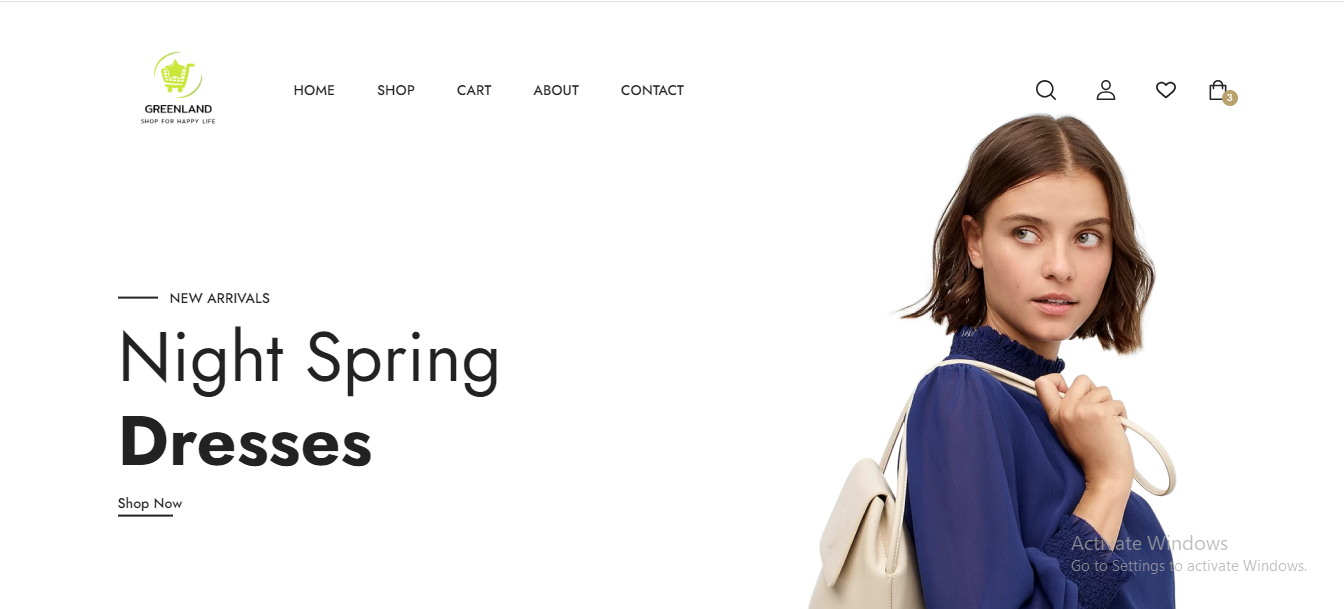 HOME SHOP CART ABOUT CONTACT
3
GREENLAND
SHOP FOR HAPPY LIFE
NEW ARRIVALS
Night Spring
Dresses
Shop Now
Activate Windows
Go to Settings to activate Windows.